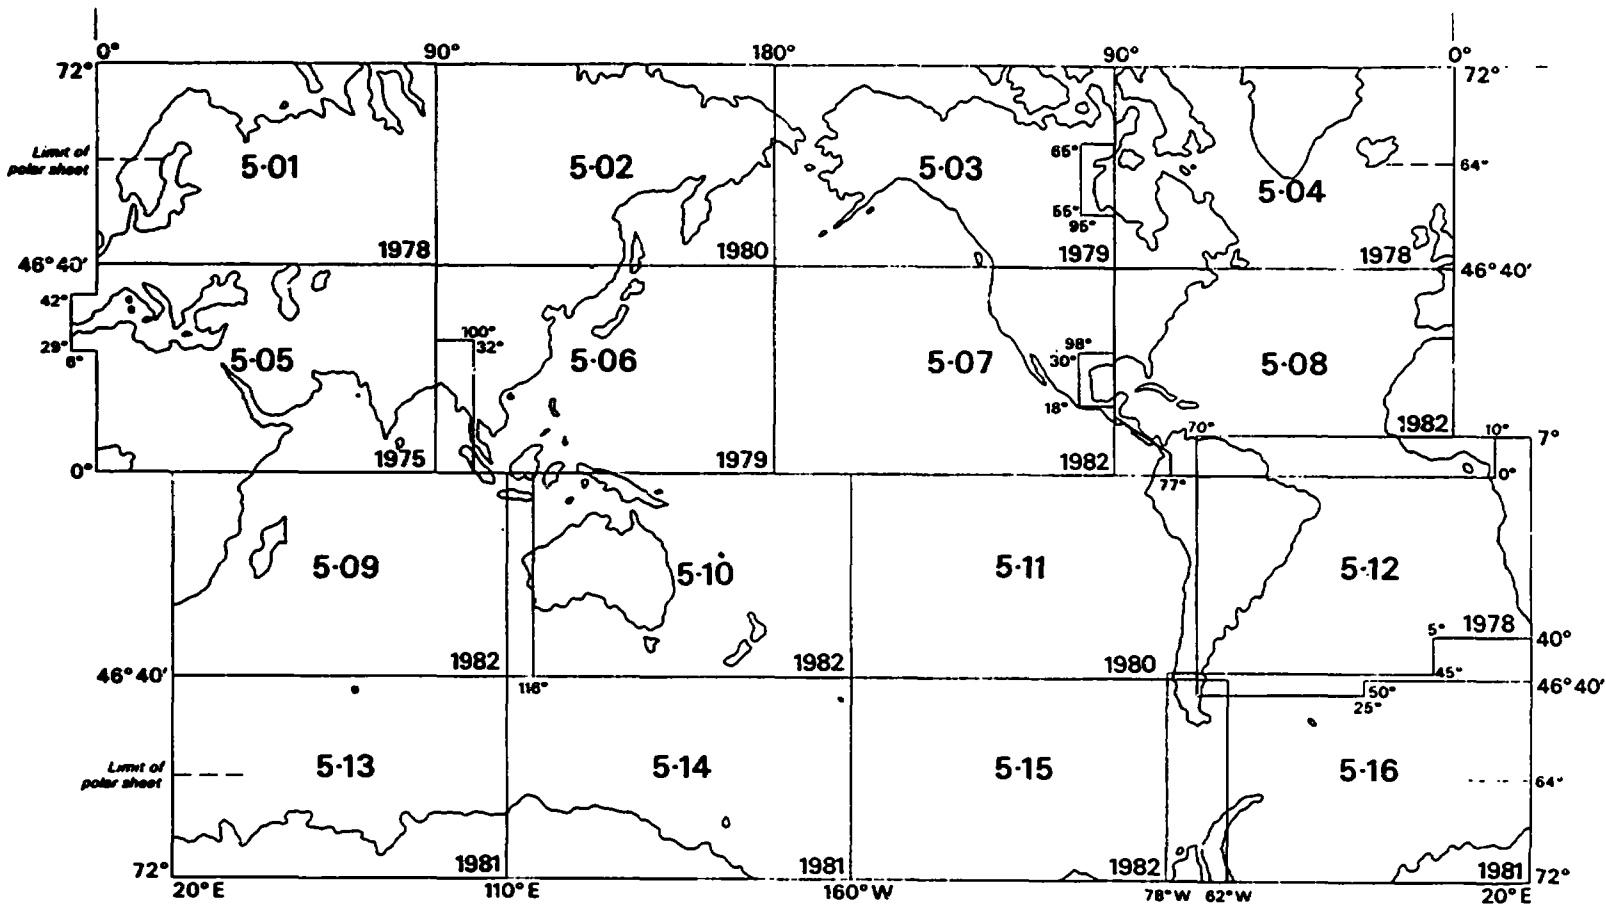 0° 90° 180° 90° 0°
72° 72°
Limit of
polar sheet
5·01 5·02 5·03 5·04
65°
64°
55°
95°
1978 1980 1979 1978
46°40′ 46°40′
42°
29°
6°
100°
32°
98°
30°
18°
5·05 5·06 5·07 5·08
1982
70° 10° 7°
1975 1979 1982
0° 0°
77°
5·09 5·10 5·11 5·12
5° 1978 40°
1982 1982 1980
46°40′ 45° 46°40′
116° 50°
25°
Limit of
polar sheet
5·13 5·14 5·15 5·16
64°
1981 1981 1982 1981
72° 72°
20°E 110°E 160°W 78°W 62°W 20°E